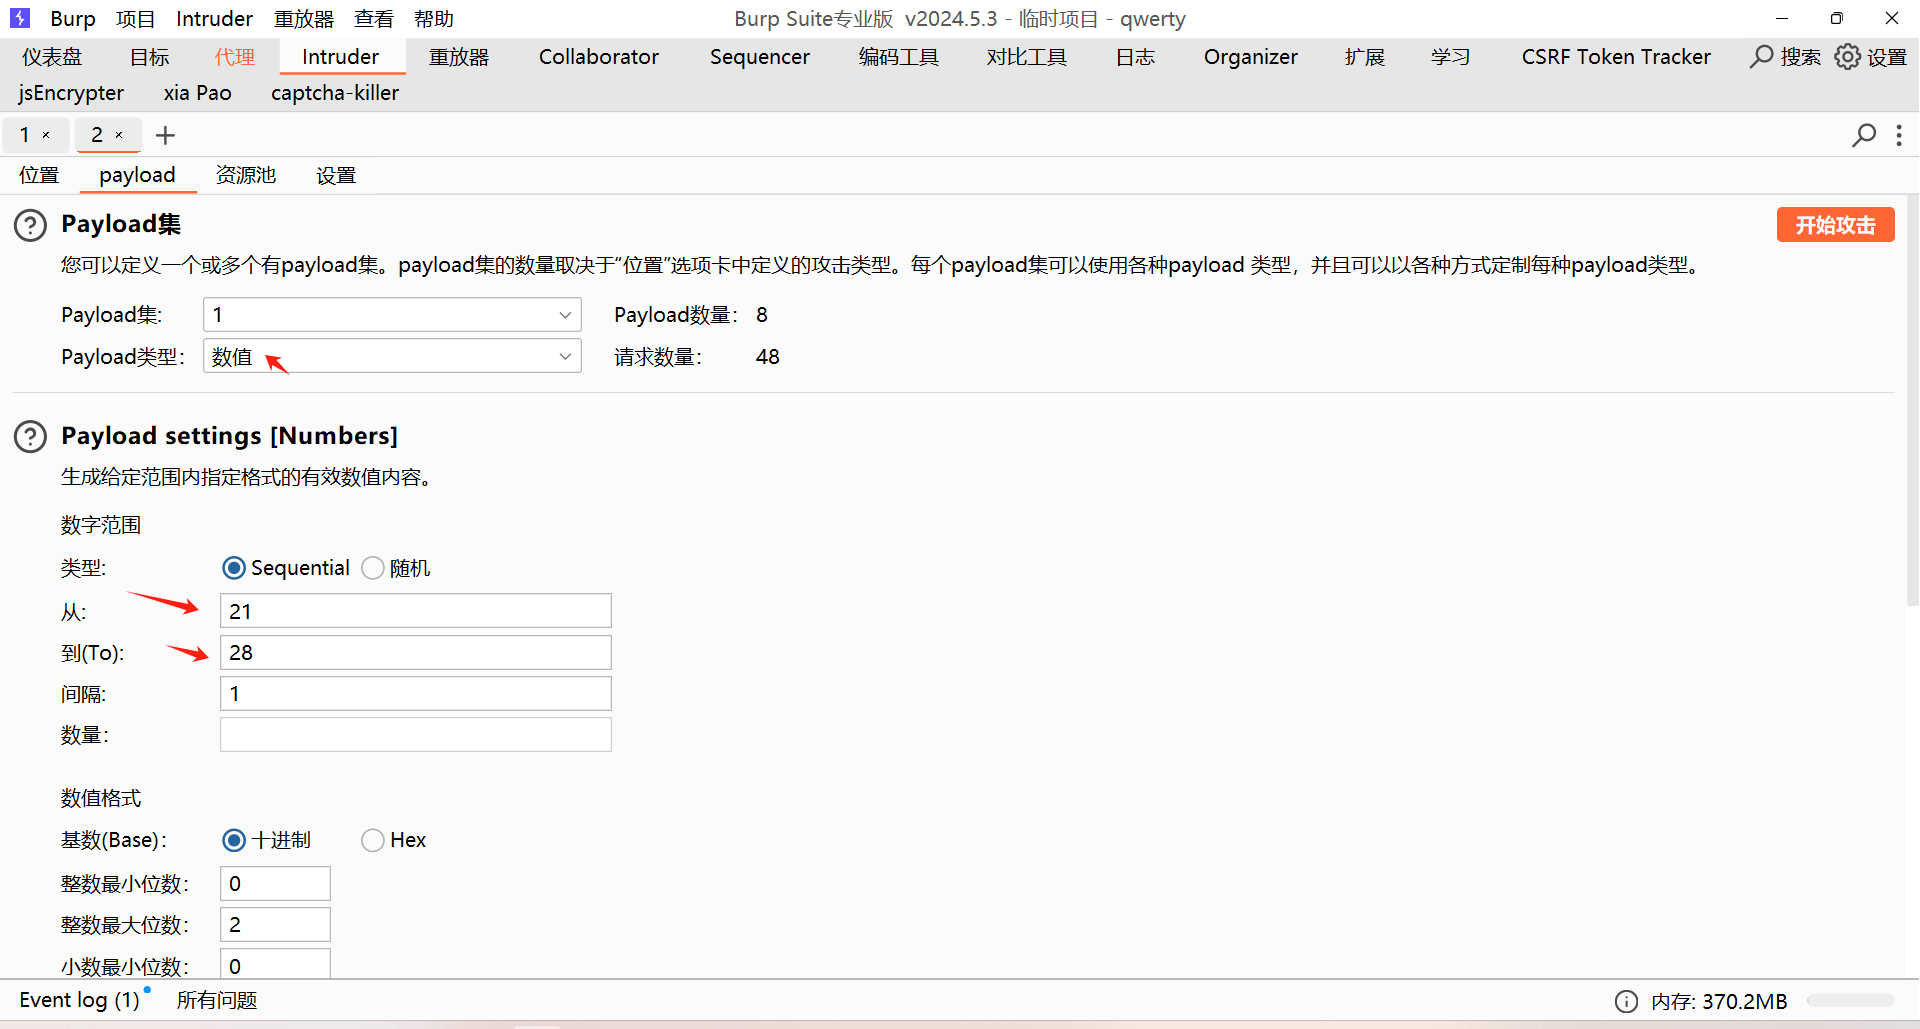 Burp 项目 Intruder 重放器 查看 帮助 Burp Suite专业版 v2024.5.3 - 临时项目 - qwerty
仪表盘 目标 代理 Intruder 重放器 Collaborator Sequencer 编码工具 对比工具 日志 Organizer 扩展 学习 CSRF Token Tracker 搜索 设置
jsEncrypter xia Pao captcha-killer
1 × 2 × +
位置 payload 资源池 设置
Payload集 开始攻击
您可以定义一个或多个有payload集。payload集的数量取决于“位置”选项卡中定义的攻击类型。每个payload集可以使用各种payload 类型，并且可以以各种方式定制每种payload类型。
Payload集: 1 Payload数量： 8
Payload类型： 数值 请求数量： 48
Payload settings [Numbers]
生成给定范围内指定格式的有效数值内容。
数字范围
类型: Sequential 随机
从: 21
到(To): 28
间隔: 1
数量：
数值格式
基数(Base)： 十进制 Hex
整数最小位数： 0
整数最大位数： 2
小数最小位数： 0
Event log (1) 所有问题 内存: 370.2MB